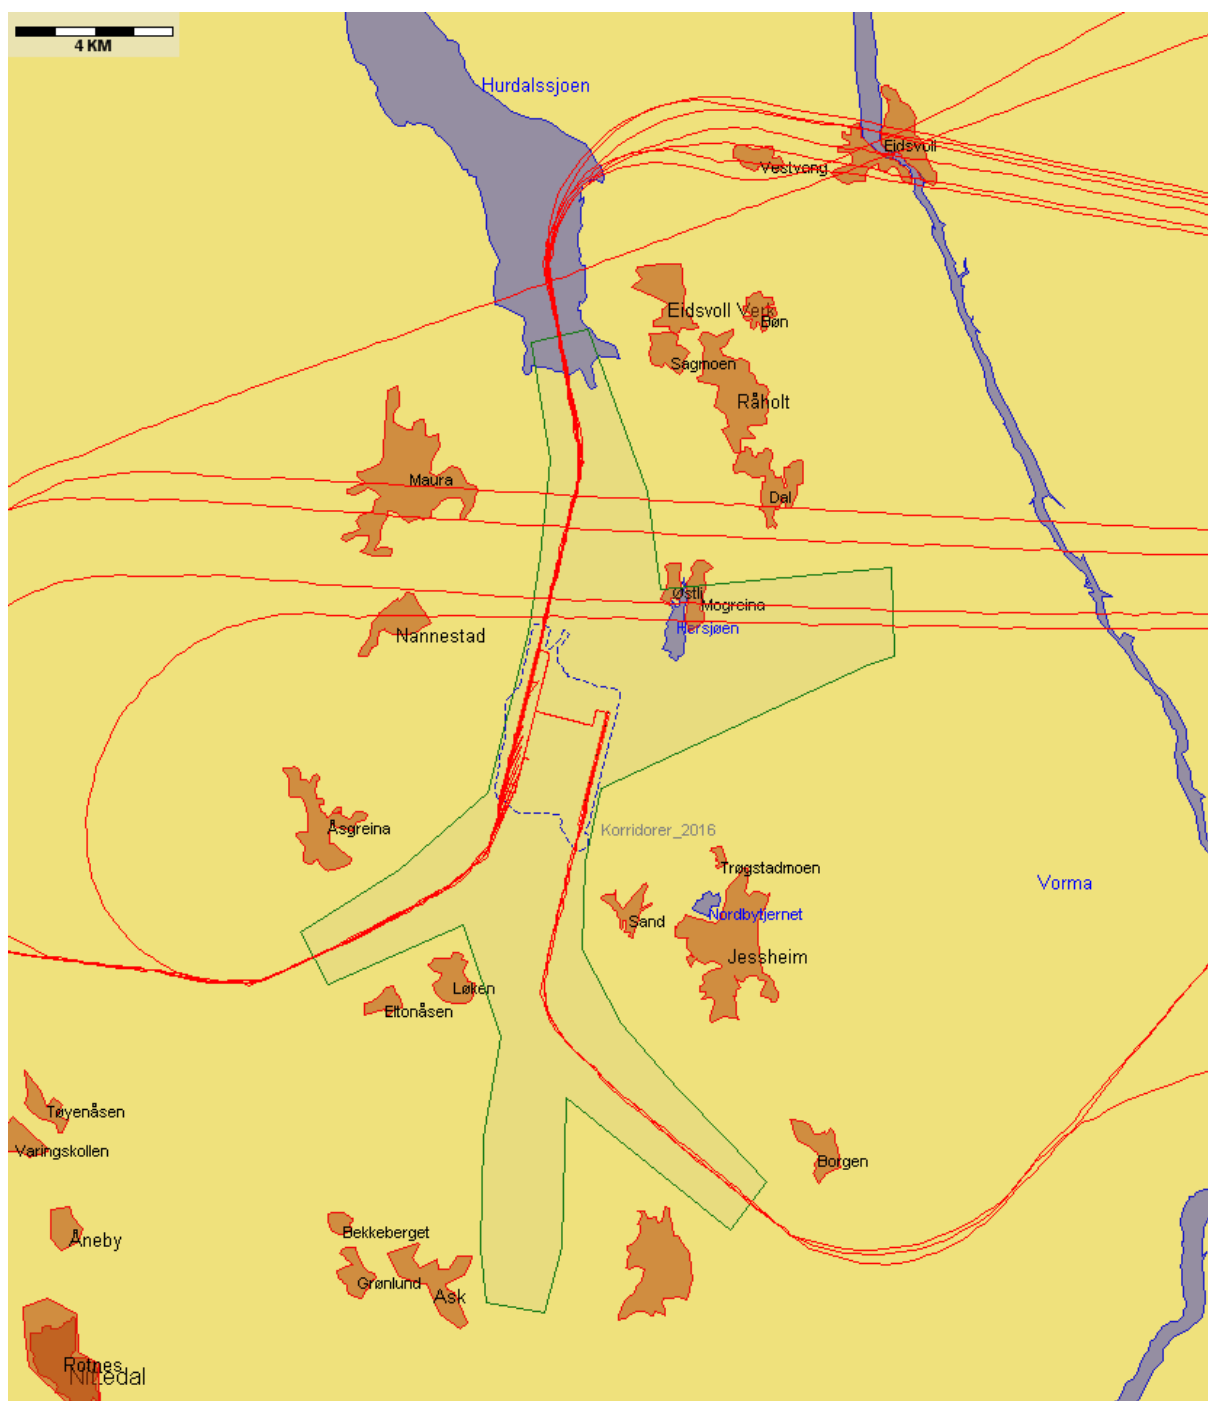 4 KM
Hurdalssjoen
Eidsvoll
Vestvang
Eidsvoll Verk
Bøn
Sagmoen
Råholt
Maura
Dal
Østli
Mogreina
Hersjøen
Nannestad
Åsgreina
Korridorer_2016
Trøgstadmoen
Vorma
Nordbytjernet
Sand
Jessheim
Løken
Eltonåsen
Tøyenåsen
Varingskollen
Borgen
Åneby
Bekkeberget
Grønlund
Ask
Rotnes
Nittedal